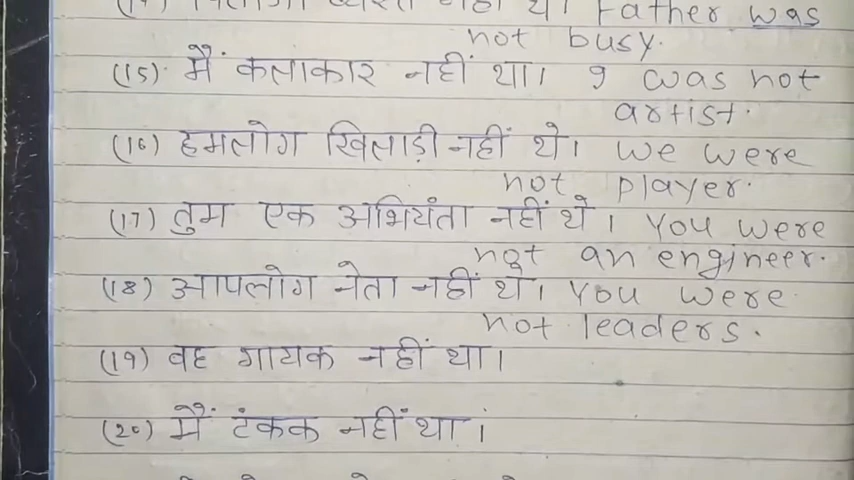 Father was
not busy.
(15) मैं कलाकार नहीं था। I was not
artist.
(16) हमलोग खिलाड़ी नहीं थे। we were
not player.
(17) तुम एक अभियंता नहीं थे। You were
not an engineer.
(18) आपलोग नेता नहीं थे। You were
not leaders.
(19) वह गायक नहीं था।
(20) मैं टंकक नहीं था।